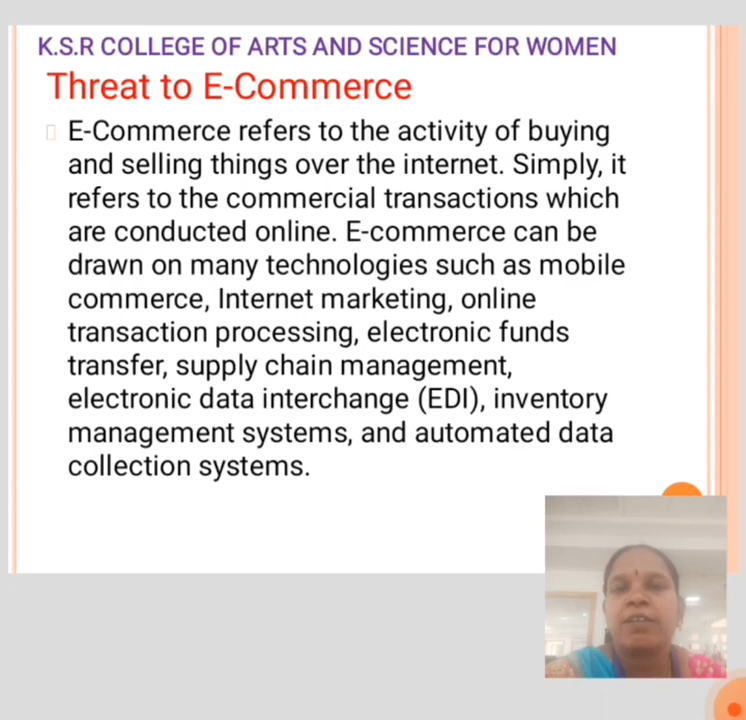 K.S.R COLLEGE OF ARTS AND SCIENCE FOR WOMEN
Threat to E-Commerce
E-Commerce refers to the activity of buying
and selling things over the internet. Simply, it
refers to the commercial transactions which
are conducted online. E-commerce can be
drawn on many technologies such as mobile
commerce, Internet marketing, online
transaction processing, electronic funds
transfer, supply chain management,
electronic data interchange (EDI), inventory
management systems, and automated data
collection systems.